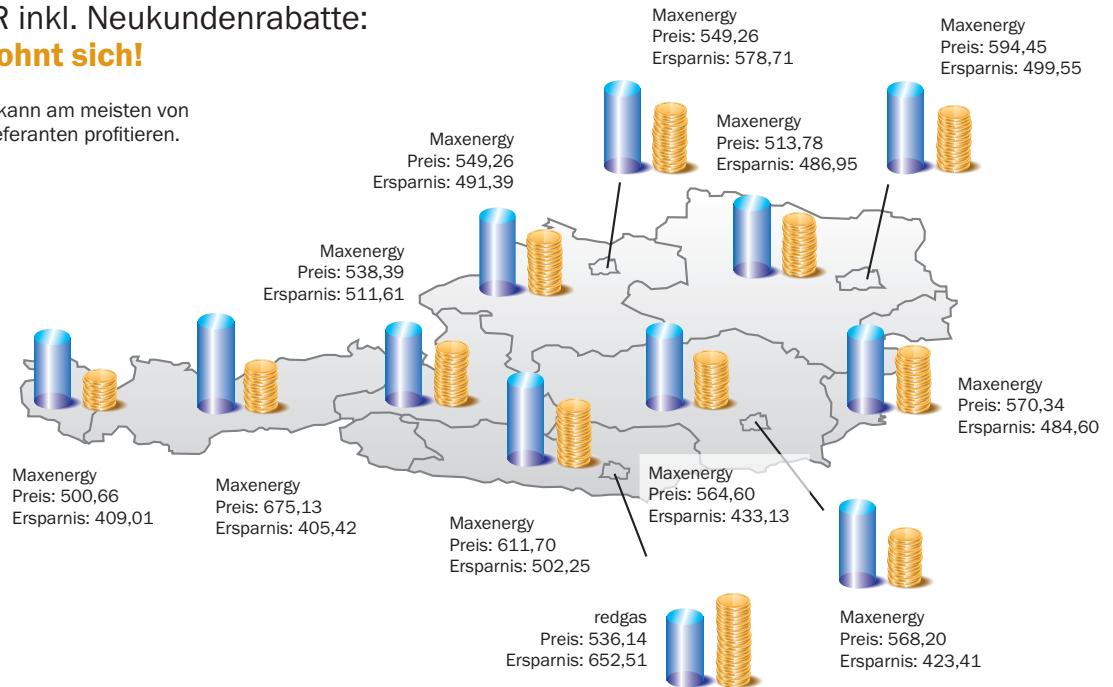 R inkl. Neukundenrabatte:
ohnt sich!
kann am meisten von
eferanten profitieren.
Maxenergy
Preis: 549,26
Ersparnis: 578,71
Maxenergy
Preis: 594,45
Ersparnis: 499,55
Maxenergy
Preis: 549,26
Ersparnis: 491,39
Maxenergy
Preis: 513,78
Ersparnis: 486,95
Maxenergy
Preis: 538,39
Ersparnis: 511,61
Maxenergy
Preis: 570,34
Ersparnis: 484,60
Maxenergy
Preis: 500,66
Ersparnis: 409,01
Maxenergy
Preis: 675,13
Ersparnis: 405,42
Maxenergy
Preis: 611,70
Ersparnis: 502,25
Maxenergy
Preis: 564,60
Ersparnis: 433,13
redgas
Preis: 536,14
Ersparnis: 652,51
Maxenergy
Preis: 568,20
Ersparnis: 423,41